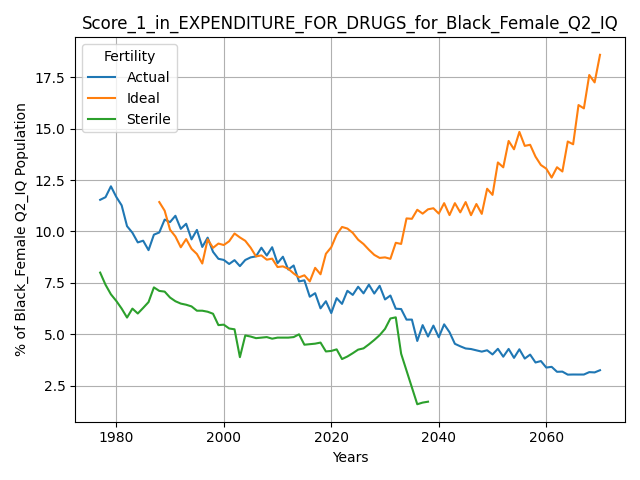 Score_1_in_EXPENDITURE_FOR_DRUGS_for_Black_Female_Q2_IQ
Fertility
Actual
Ideal
Sterile
% of Black_Female Q2_IQ Population
17.5
15.0
12.5
10.0
7.5
5.0
2.5
1980
2000
2020
2040
2060
Years